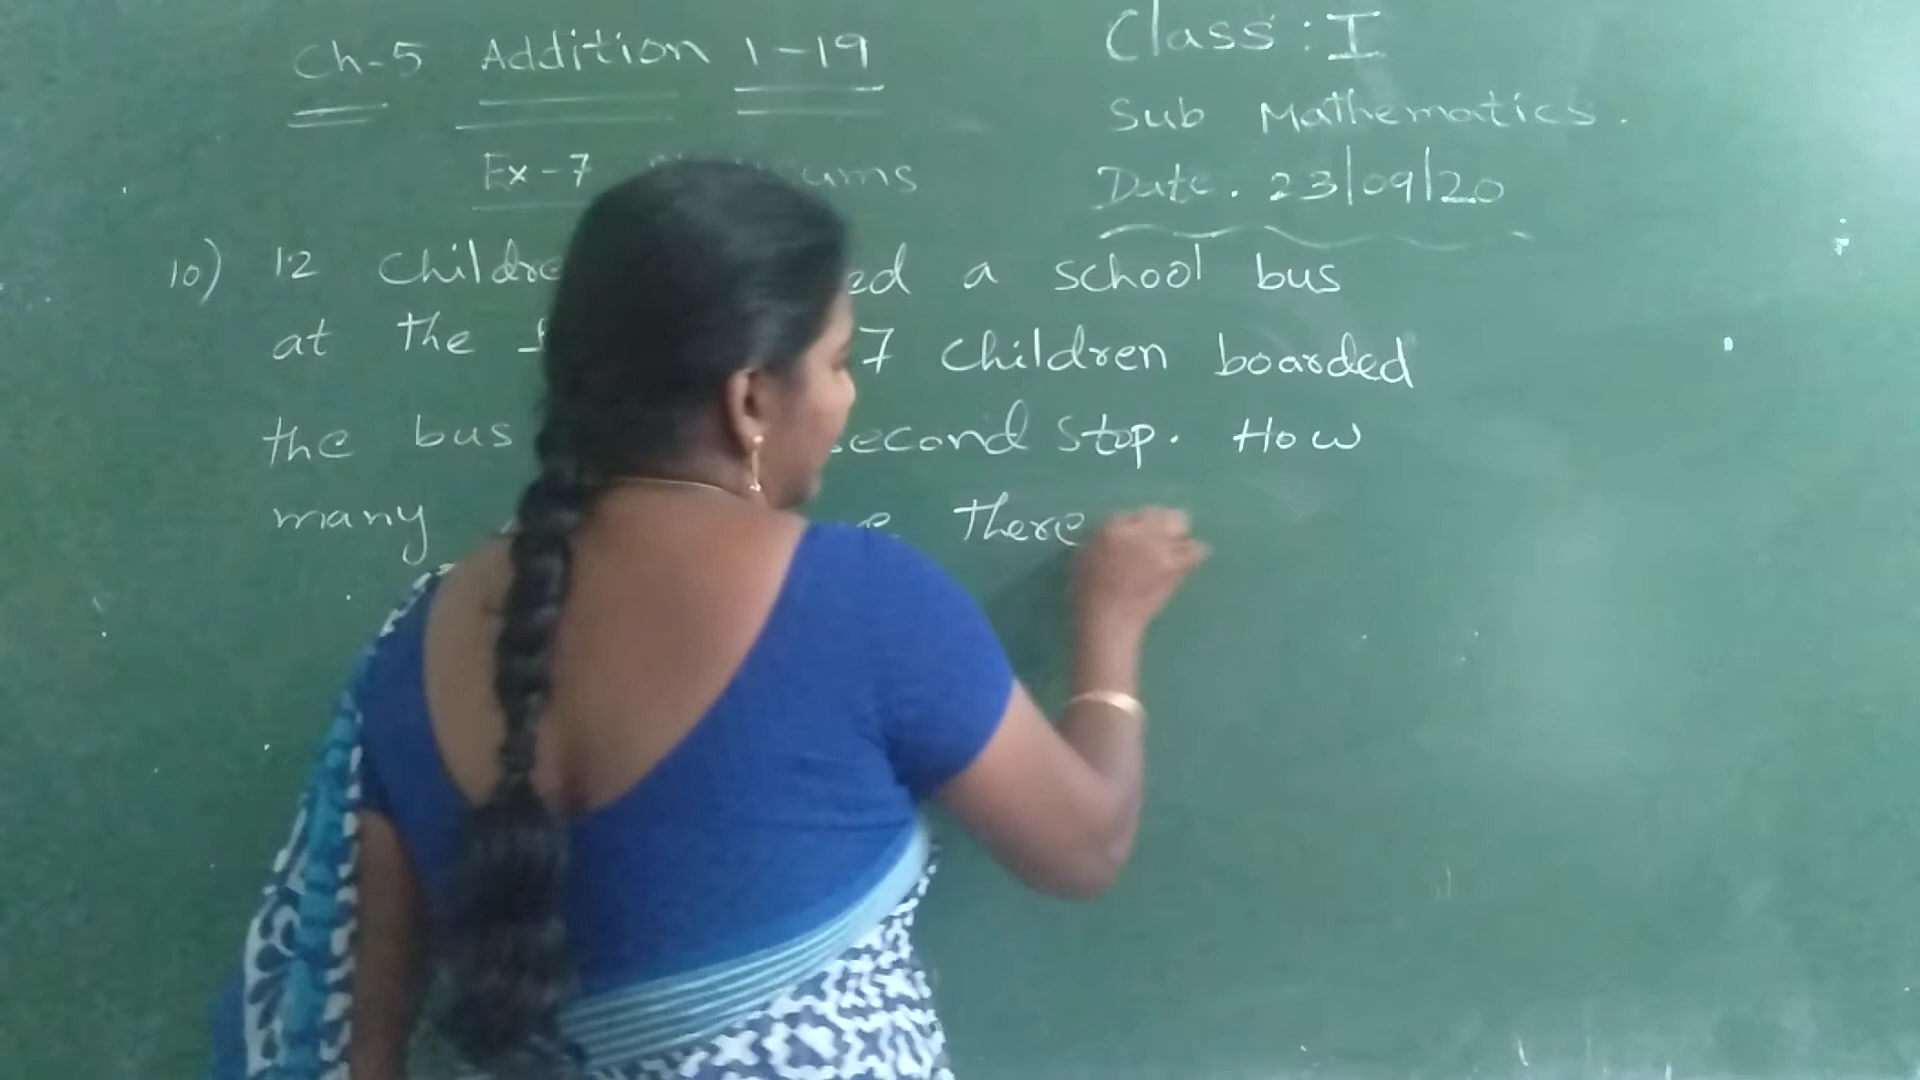 Ch-5 Addition 1-19
Class: I
Sub Mathematics.
Date. 23/09/20
Ex-7
10) 12 a school bus
at the 7 children boarded
the bus second stop. How
many there